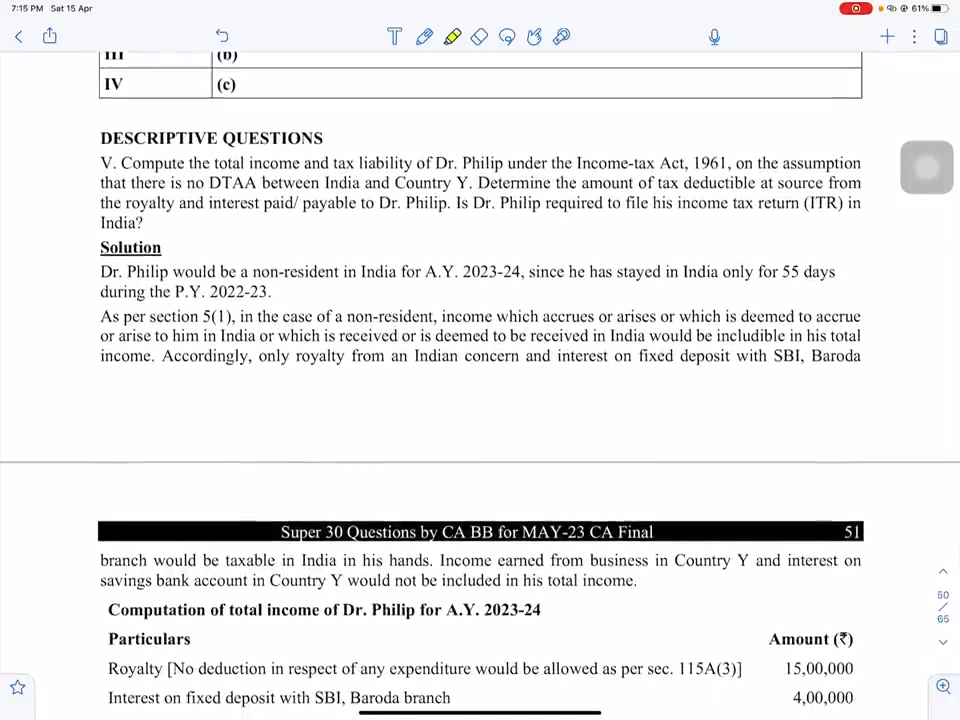 7:15 PM Sat 15 Apr
61%
III (b)
IV (c)
DESCRIPTIVE QUESTIONS
V. Compute the total income and tax liability of Dr. Philip under the Income-tax Act, 1961, on the assumption
that there is no DTAA between India and Country Y. Determine the amount of tax deductible at source from
the royalty and interest paid/ payable to Dr. Philip. Is Dr. Philip required to file his income tax return (ITR) in
India?
Solution
Dr. Philip would be a non-resident in India for A.Y. 2023-24, since he has stayed in India only for 55 days
during the P.Y. 2022-23.
As per section 5(1), in the case of a non-resident, income which accrues or arises or which is deemed to accrue
or arise to him in India or which is received or is deemed to be received in India would be includible in his total
income. Accordingly, only royalty from an Indian concern and interest on fixed deposit with SBI, Baroda
Super 30 Questions by CA BB for MAY-23 CA Final 51
branch would be taxable in India in his hands. Income earned from business in Country Y and interest on
savings bank account in Country Y would not be included in his total income.
50
/
65
Computation of total income of Dr. Philip for A.Y. 2023-24
Particulars Amount (₹)
Royalty [No deduction in respect of any expenditure would be allowed as per sec. 115A(3)] 15,00,000
Interest on fixed deposit with SBI, Baroda branch 4,00,000